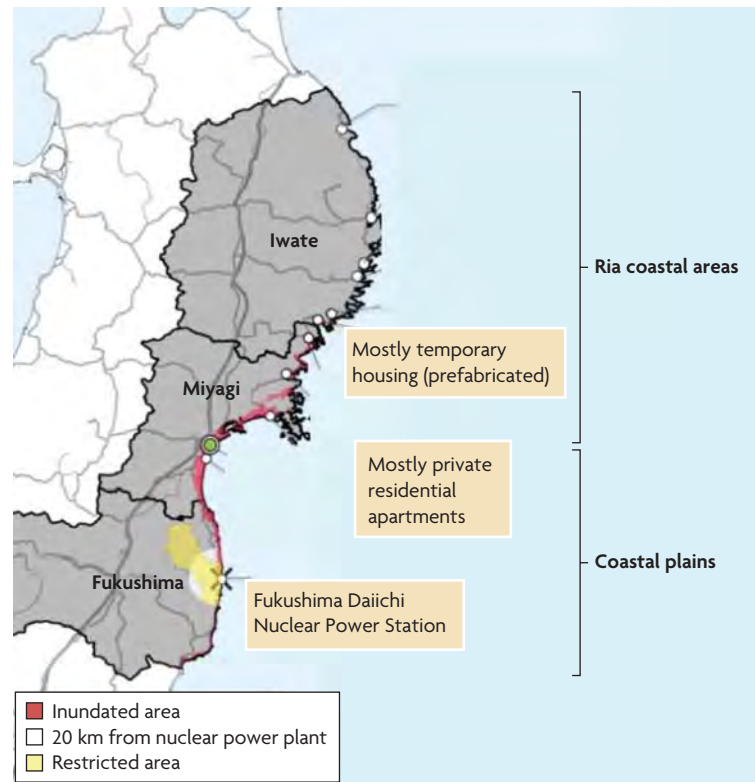 Iwate
Ria coastal areas
Mostly temporary
housing (prefabricated)
Miyagi
Mostly private
residential
apartments
Coastal plains
Fukushima
Fukushima Daiichi
Nuclear Power Station
Inundated area
20 km from nuclear power plant
Restricted area